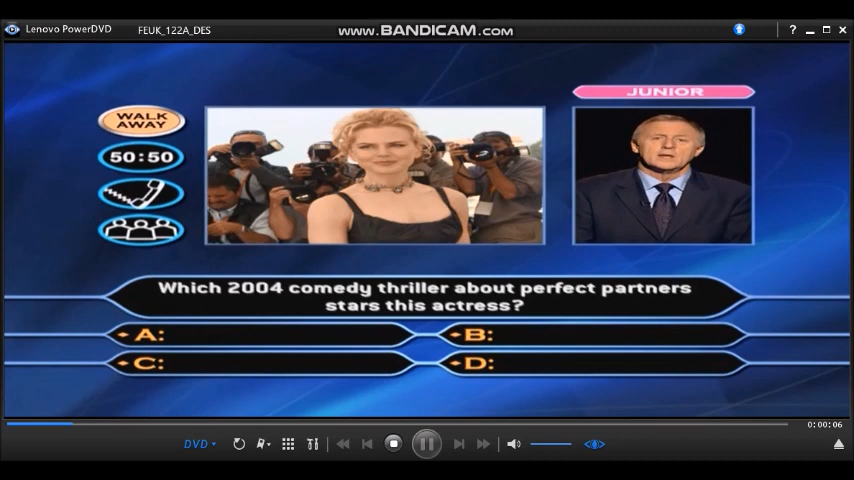 Lenovo PowerDVD
FEUK_122A_DES
WWW.BANDICAM.COM
?
JUNIOR
WALK
AWAY
50:50
Which 2004 comedy thriller about perfect partners
stars this actress?
A:
B:
C:
D:
0:00:06
DVD